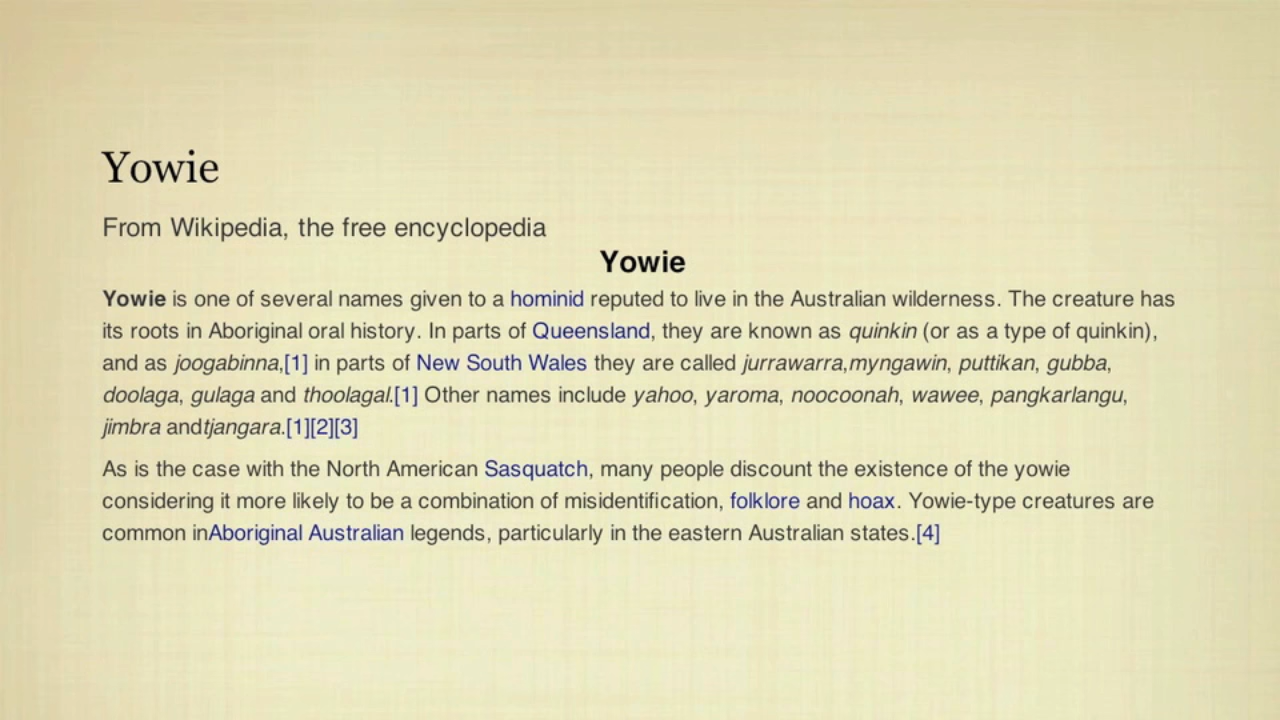 Yowie
From Wikipedia, the free encyclopedia
Yowie
Yowie is one of several names given to a hominid reputed to live in the Australian wilderness. The creature has
its roots in Aboriginal oral history. In parts of Queensland, they are known as quinkin (or as a type of quinkin),
and as joogabinna,[1] in parts of New South Wales they are called jurrawarra,myngawin, puttikan, gubba,
doolaga, gulaga and thoolagal.[1] Other names include yahoo, yaroma, noocoonah, wawee, pangkarlangu,
jimbra andtjangara.[1][2][3]
As is the case with the North American Sasquatch, many people discount the existence of the yowie
considering it more likely to be a combination of misidentification, folklore and hoax. Yowie-type creatures are
common inAboriginal Australian legends, particularly in the eastern Australian states.[4]